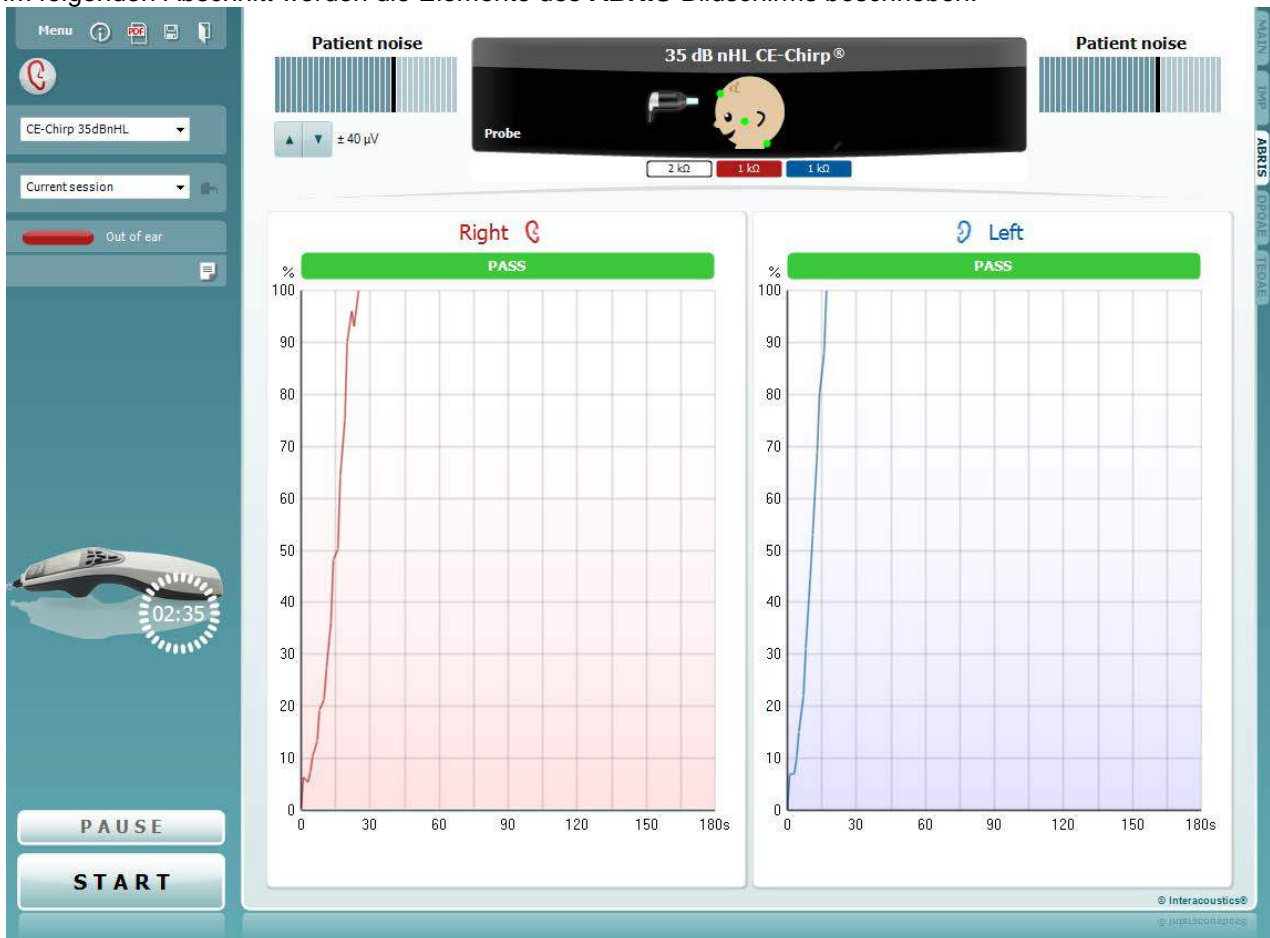 Im folgenden Abschnitt werden die Elemente des ABRIS-Bildschirms beschrieben.
Menu
PDF
CE-Chirp 35dBnHL
Current session
Out of ear
02:35
PAUSE
START
Patient noise
± 40 µV
35 dB nHL CE-Chirp®
Probe
2 kΩ 1 kΩ 1 kΩ
Patient noise
Right
PASS
%
100
90
80
70
60
50
40
30
20
10
0
0 30 60 90 120 150 180s
Left
PASS
%
100
90
80
70
60
50
40
30
20
10
0
0 30 60 90 120 150 180s
MAIN
IMP
ABRIS
DPOAE
TEOAE
© Interacoustics®